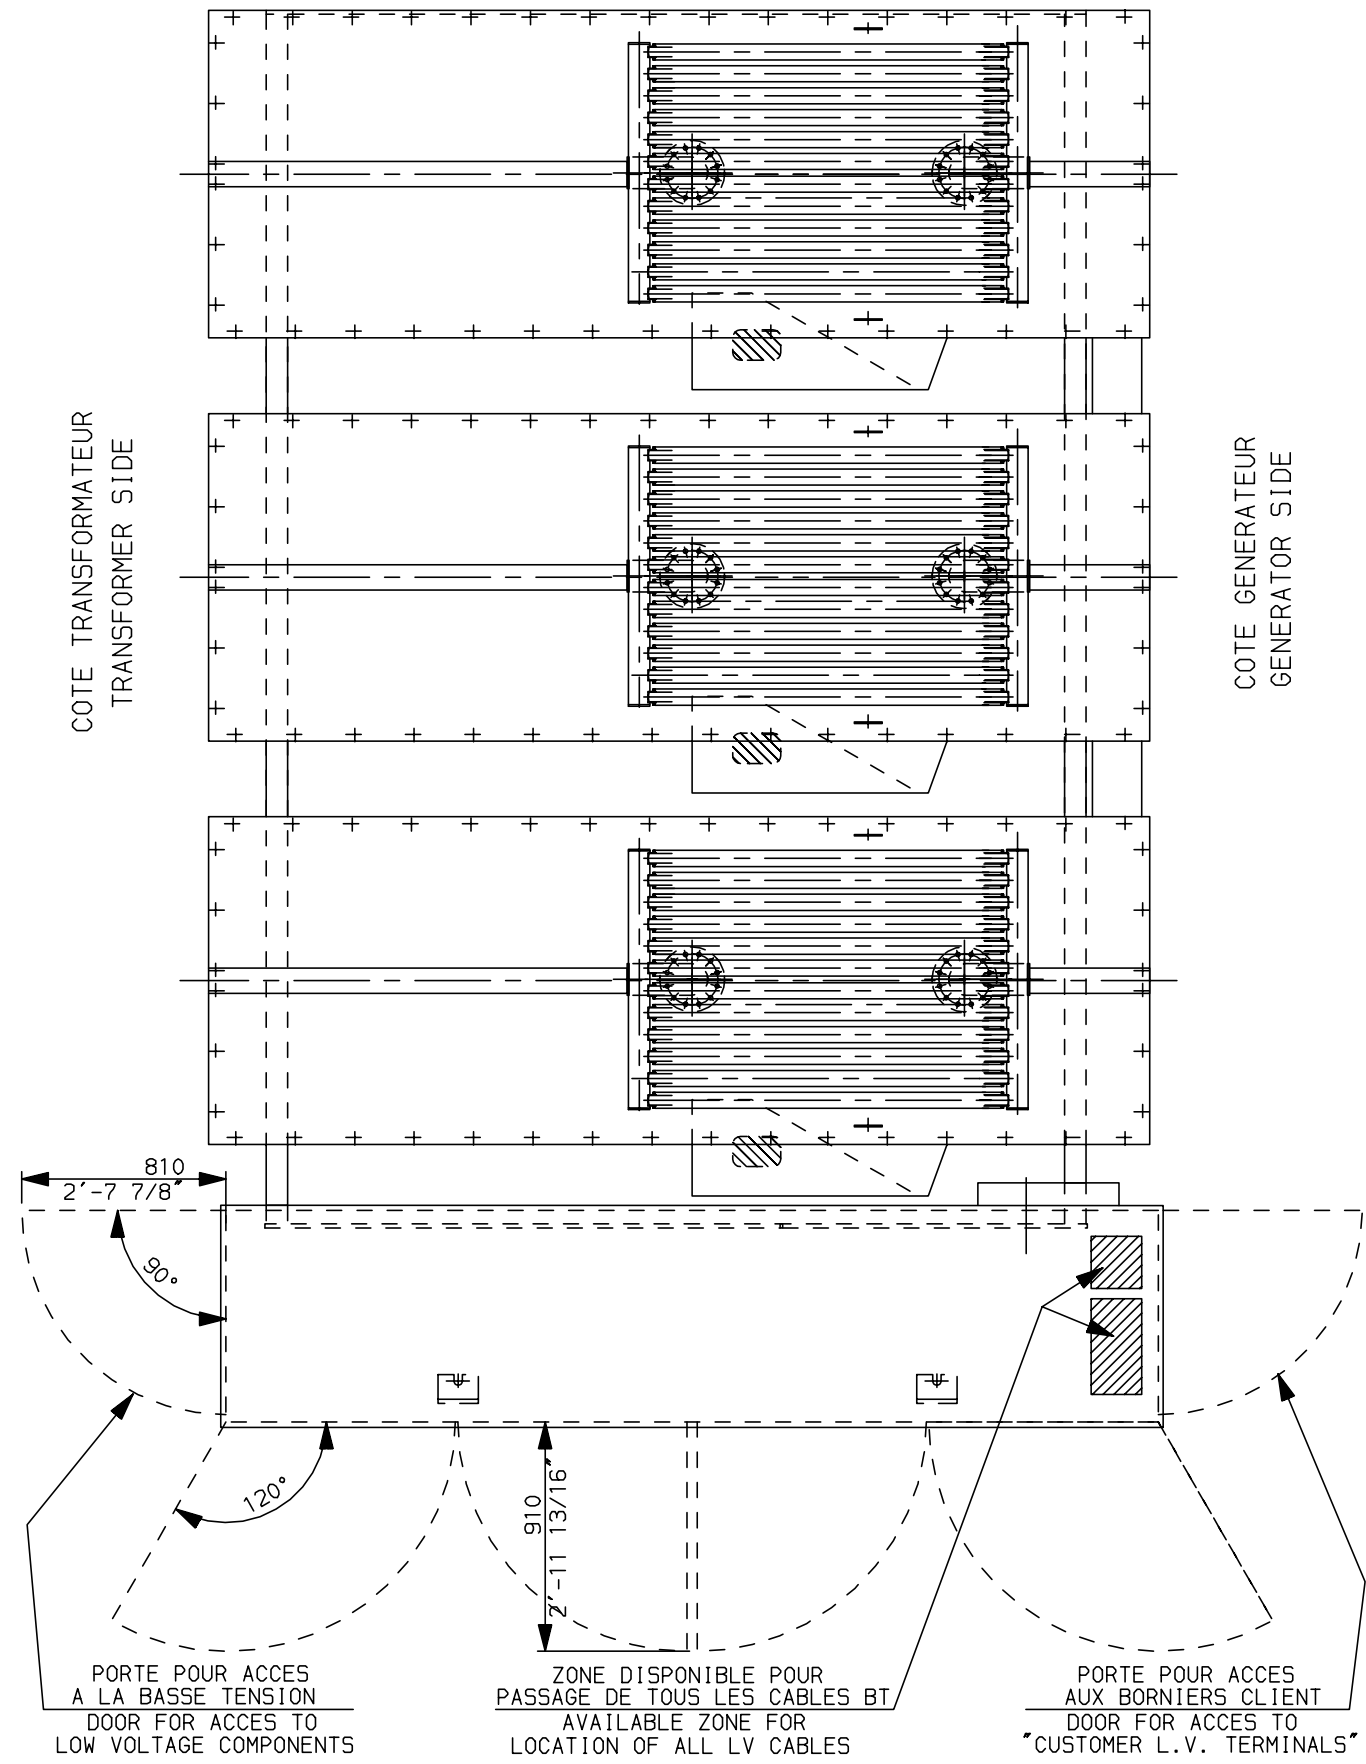 COTE TRANSFORMATEUR
TRANSFORMER SIDE
COTE GENERATEUR
GENERATOR SIDE
810
2'-7 7/8"
90°
120°
910
2'-11 13/16"
PORTE POUR ACCES
A LA BASSE TENSION
DOOR FOR ACCES TO
LOW VOLTAGE COMPONENTS
ZONE DISPONIBLE POUR
PASSAGE DE TOUS LES CABLES BT
AVAILABLE ZONE FOR
LOCATION OF ALL LV CABLES
PORTE POUR ACCES
AUX BORNIERS CLIENT
DOOR FOR ACCES TO
"CUSTOMER L.V. TERMINALS"